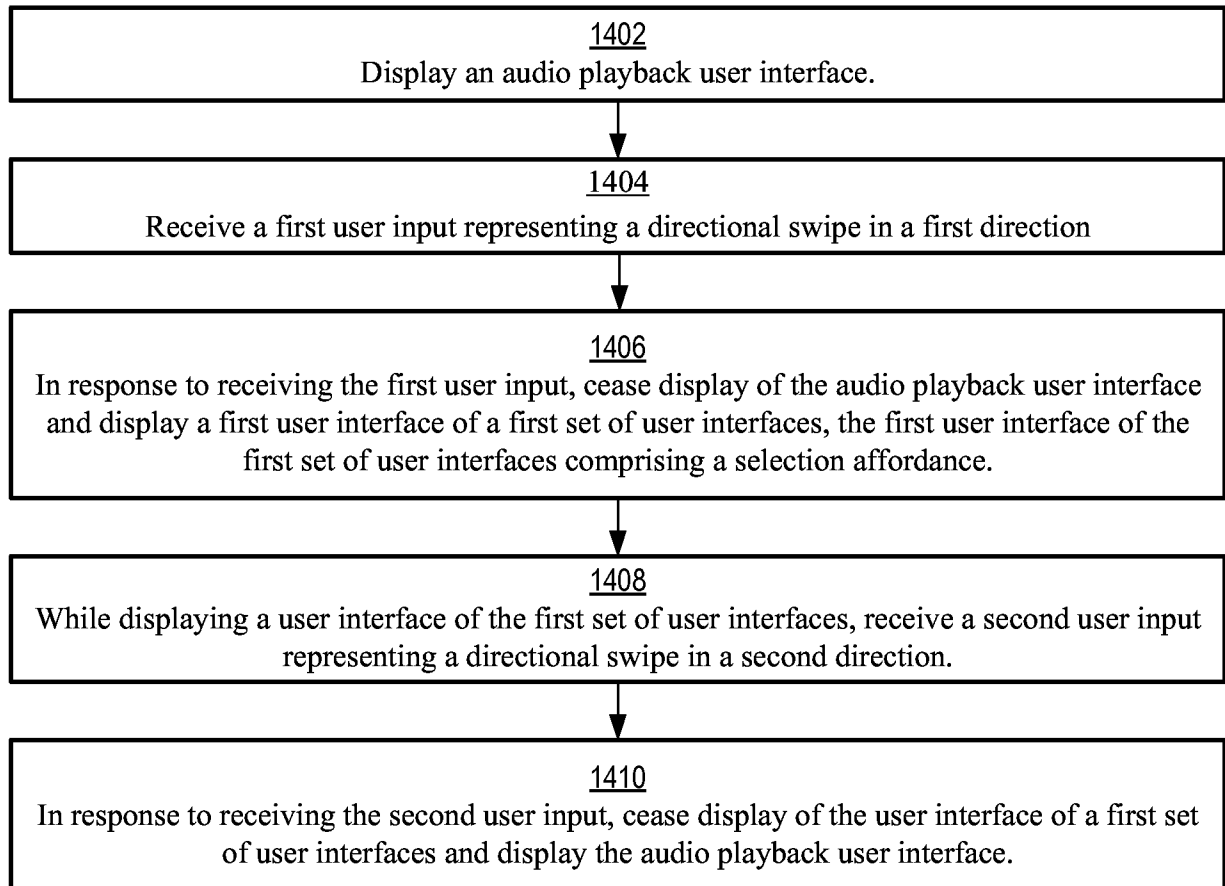 1402
Display an audio playback user interface.
1404
Receive a first user input representing a directional swipe in a first direction
1406
In response to receiving the first user input, cease display of the audio playback user interface
and display a first user interface of a first set of user interfaces, the first user interface of the
first set of user interfaces comprising a selection affordance.
1408
While displaying a user interface of the first set of user interfaces, receive a second user input
representing a directional swipe in a second direction.
1410
In response to receiving the second user input, cease display of the user interface of a first set
of user interfaces and display the audio playback user interface.